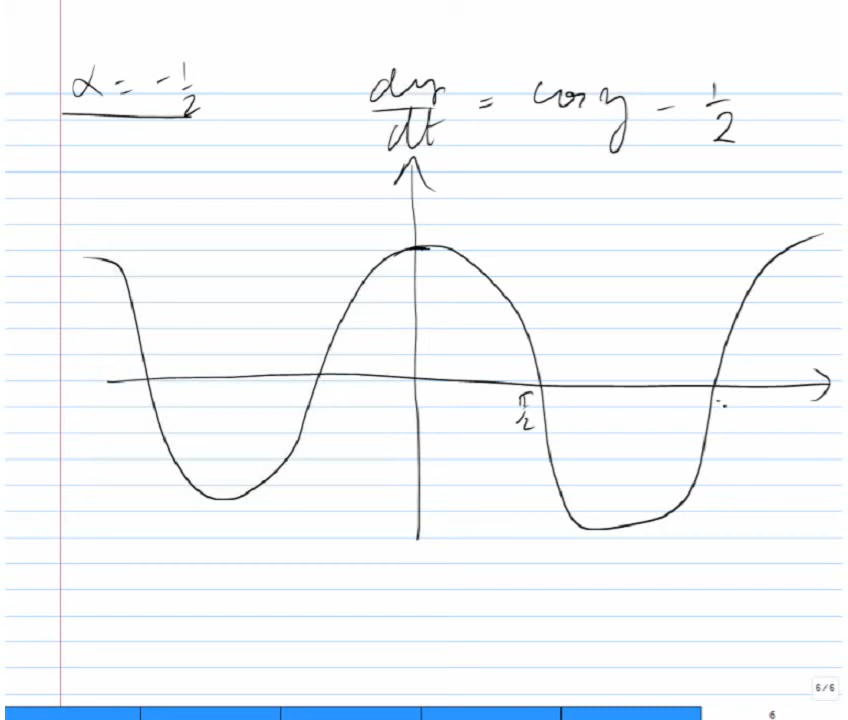 α = -1/2
dy/dt = cos y - 1/2
π/2
6/6
6